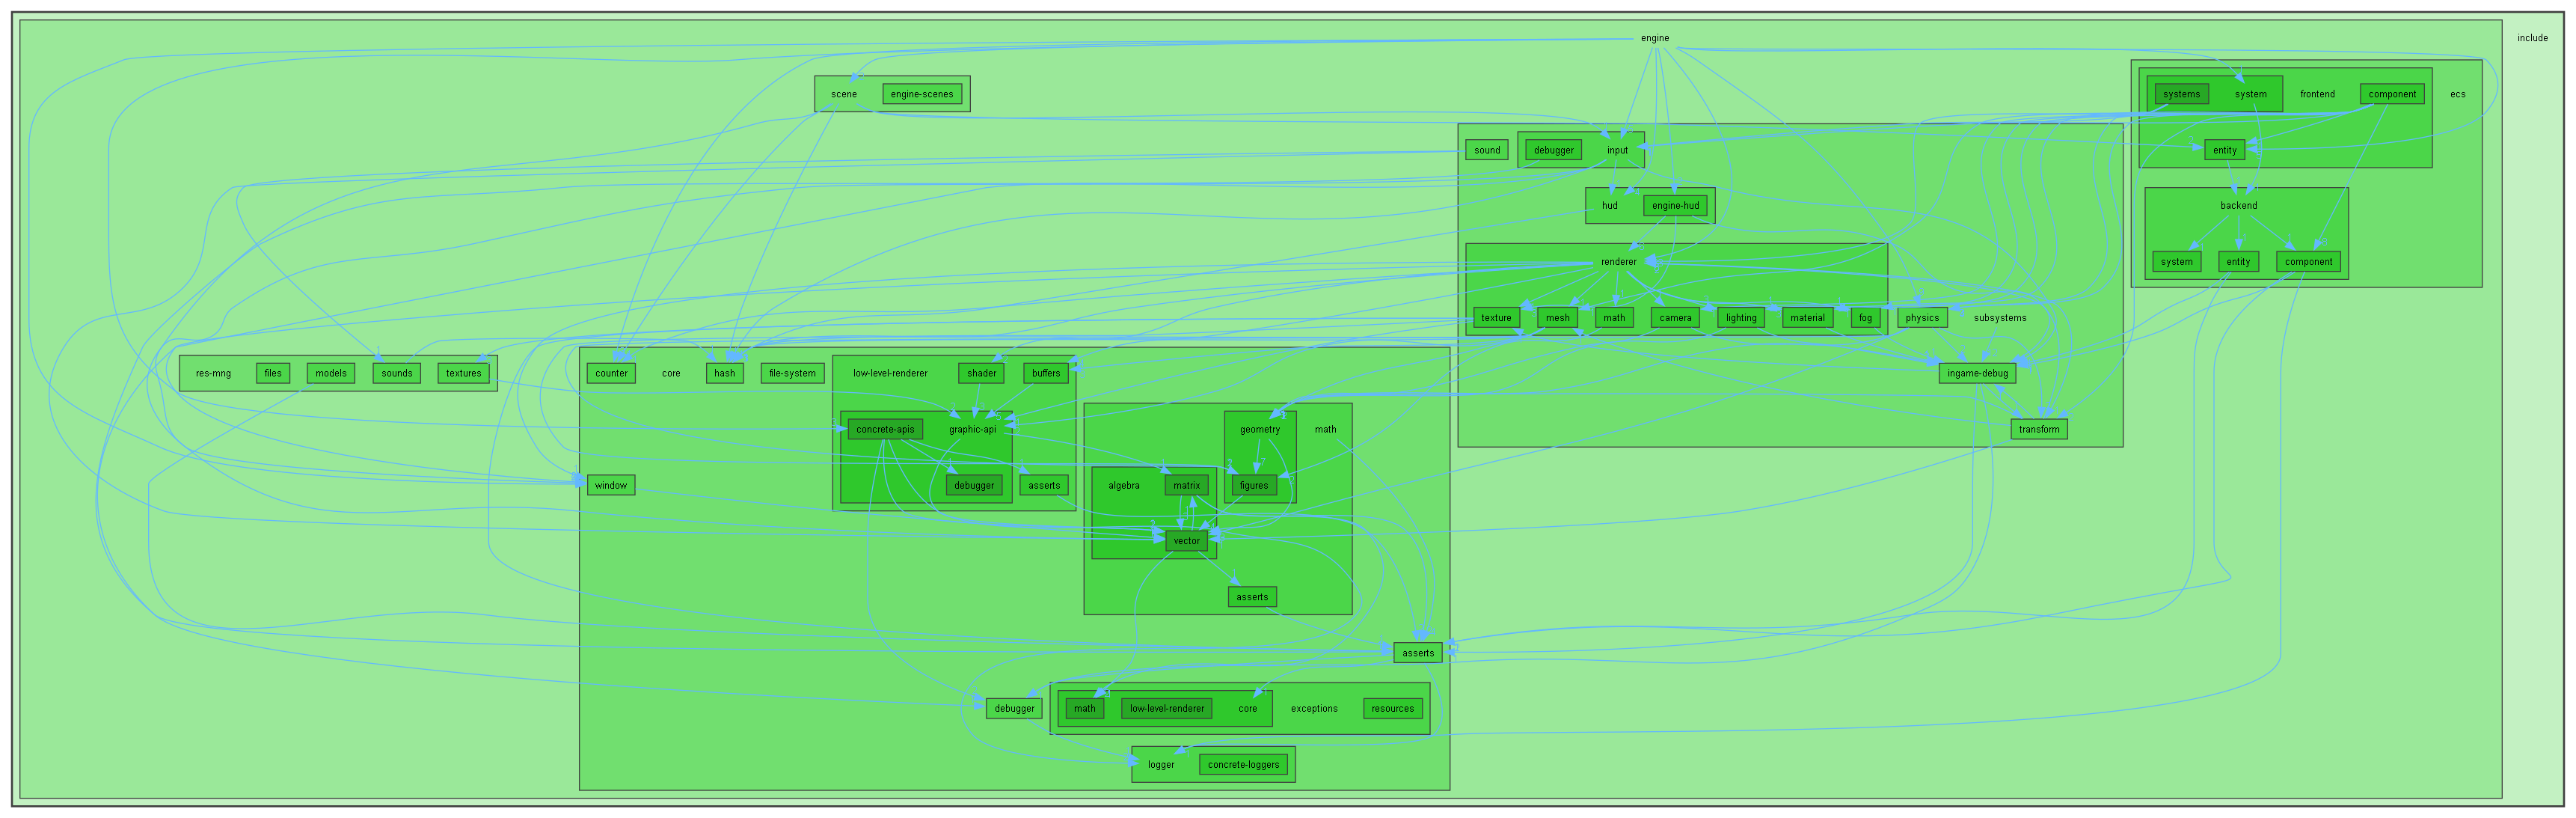 engine
include
scene
engine-scenes
systems
system
frontend
component
ecs
sound
debugger
input
entity
hud
engine-hud
backend
renderer
system
entity
component
texture
mesh
math
camera
lighting
material
fog
physics
subsystems
res-mng
files
models
sounds
textures
counter
core
hash
file-system
low-level-renderer
shader
buffers
ingame-debug
concrete-apis
graphic-api
geometry
math
transform
window
debugger
asserts
algebra
matrix
figures
vector
asserts
asserts
debugger
math
low-level-renderer
core
exceptions
resources
logger
concrete-loggers